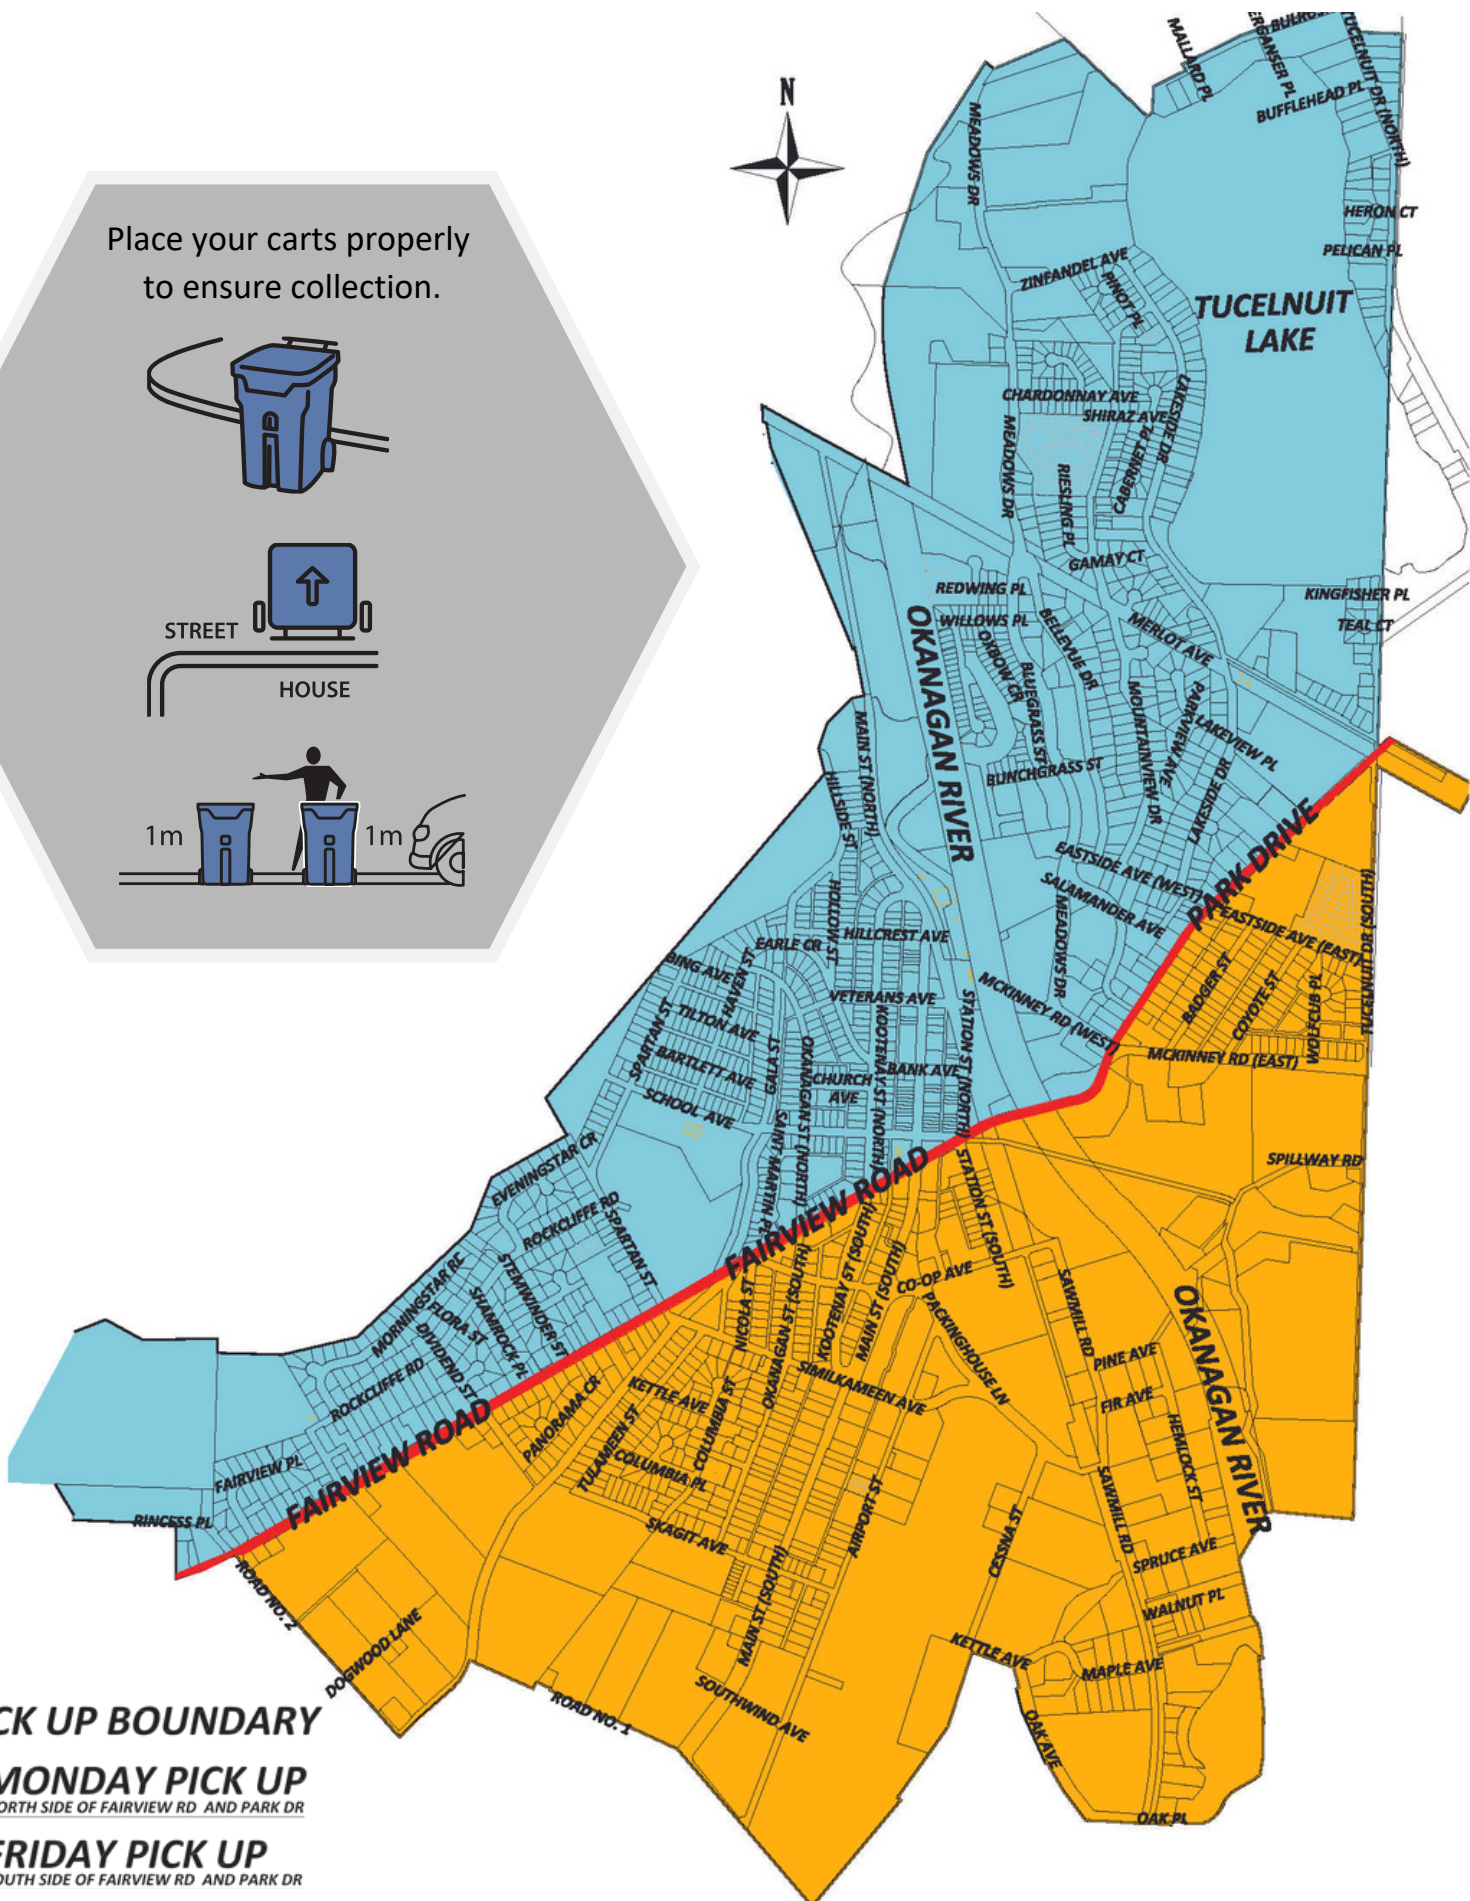 N
Place your carts properly
to ensure collection.
STREET
HOUSE
1m
1m
MALLARD PL
BUFFLEHEAD PL
TUCELNUIT DR (NORTH)
MEADOWS DR
HERON CT
PELICAN PL
ZINFANDEL AVE
PINOT PL
TUCELNUIT
LAKE
CHARDONNAY AVE
SHIRAZ AVE
LAKESIDE DR
CABERNET PL
MEADOWS DR
RIESLING PL
GAMAY CT
REDWING PL
WILLOWS PL
KINGFISHER PL
TEAL CT
OKANAGAN RIVER
OXBOW CR
BELLEVUE DR
MERLOT AVE
BLUEGRASS ST
MOUNTAINVIEW DR
PARKVIEW AVE
LAKEVIEW PL
LAKESIDE DR
BUNCHGRASS ST
MAIN ST (NORTH)
HILLSIDE ST
PARK DRIVE
EASTSIDE AVE (WEST)
SALAMANDER AVE
MEADOWS DR
EASTSIDE AVE (EAST)
TUCELNUIT DR (SOUTH)
HOLLOW ST
HILLCREST AVE
EARLE CR
BING AVE
HAVEN ST
VETERANS AVE
MCKINNEY RD (WEST)
BADGER ST
COYOTE ST
WOLFCUB PL
MCKINNEY RD (EAST)
SPARTAN ST
TILTON AVE
BARTLETT AVE
GALA ST
OKANAGAN ST (NORTH)
CHURCH
AVE
KOOTENAY ST (NORTH)
BANK AVE
STATION ST (NORTH)
SCHOOL AVE
SAINT MARTIN PL
EVENINGSTAR CR
ROCKCLIFFE RD
SPARTAN ST
FAIRVIEW ROAD
STATION ST (SOUTH)
SPILLWAY RD
STEMWINDER ST
MORNINGSTAR RC
FLORA ST
SHAMROCK PL
DIVIDEND ST
ROCKCLIFFE RD
NICOLA ST
OKANAGAN ST (SOUTH)
KOOTENAY ST (SOUTH)
MAIN ST (SOUTH)
CO-OP AVE
PACKINGHOUSE LN
SAWMILL RD
OKANAGAN RIVER
PINE AVE
FIR AVE
HEMLOCK ST
SIMILKAMEEN AVE
KETTLE AVE
PANORAMA CR
COLUMBIA ST
TULAMEEN ST
COLUMBIA PL
FAIRVIEW ROAD
FAIRVIEW PL
RINCESS PL
SKAGIT AVE
AIRPORT ST
CESSNA ST
SAWMILL RD
SPRUCE AVE
WALNUT PL
ROAD NO. 2
DOGWOOD LANE
MAIN ST (SOUTH)
KETTLE AVE
MAPLE AVE
SOUTHWIND AVE
ROAD NO. 1
OAK AVE
OAK PL
CK UP BOUNDARY
MONDAY PICK UP
ORTH SIDE OF FAIRVIEW RD AND PARK DR
FRIDAY PICK UP
OUTH SIDE OF FAIRVIEW RD AND PARK DR